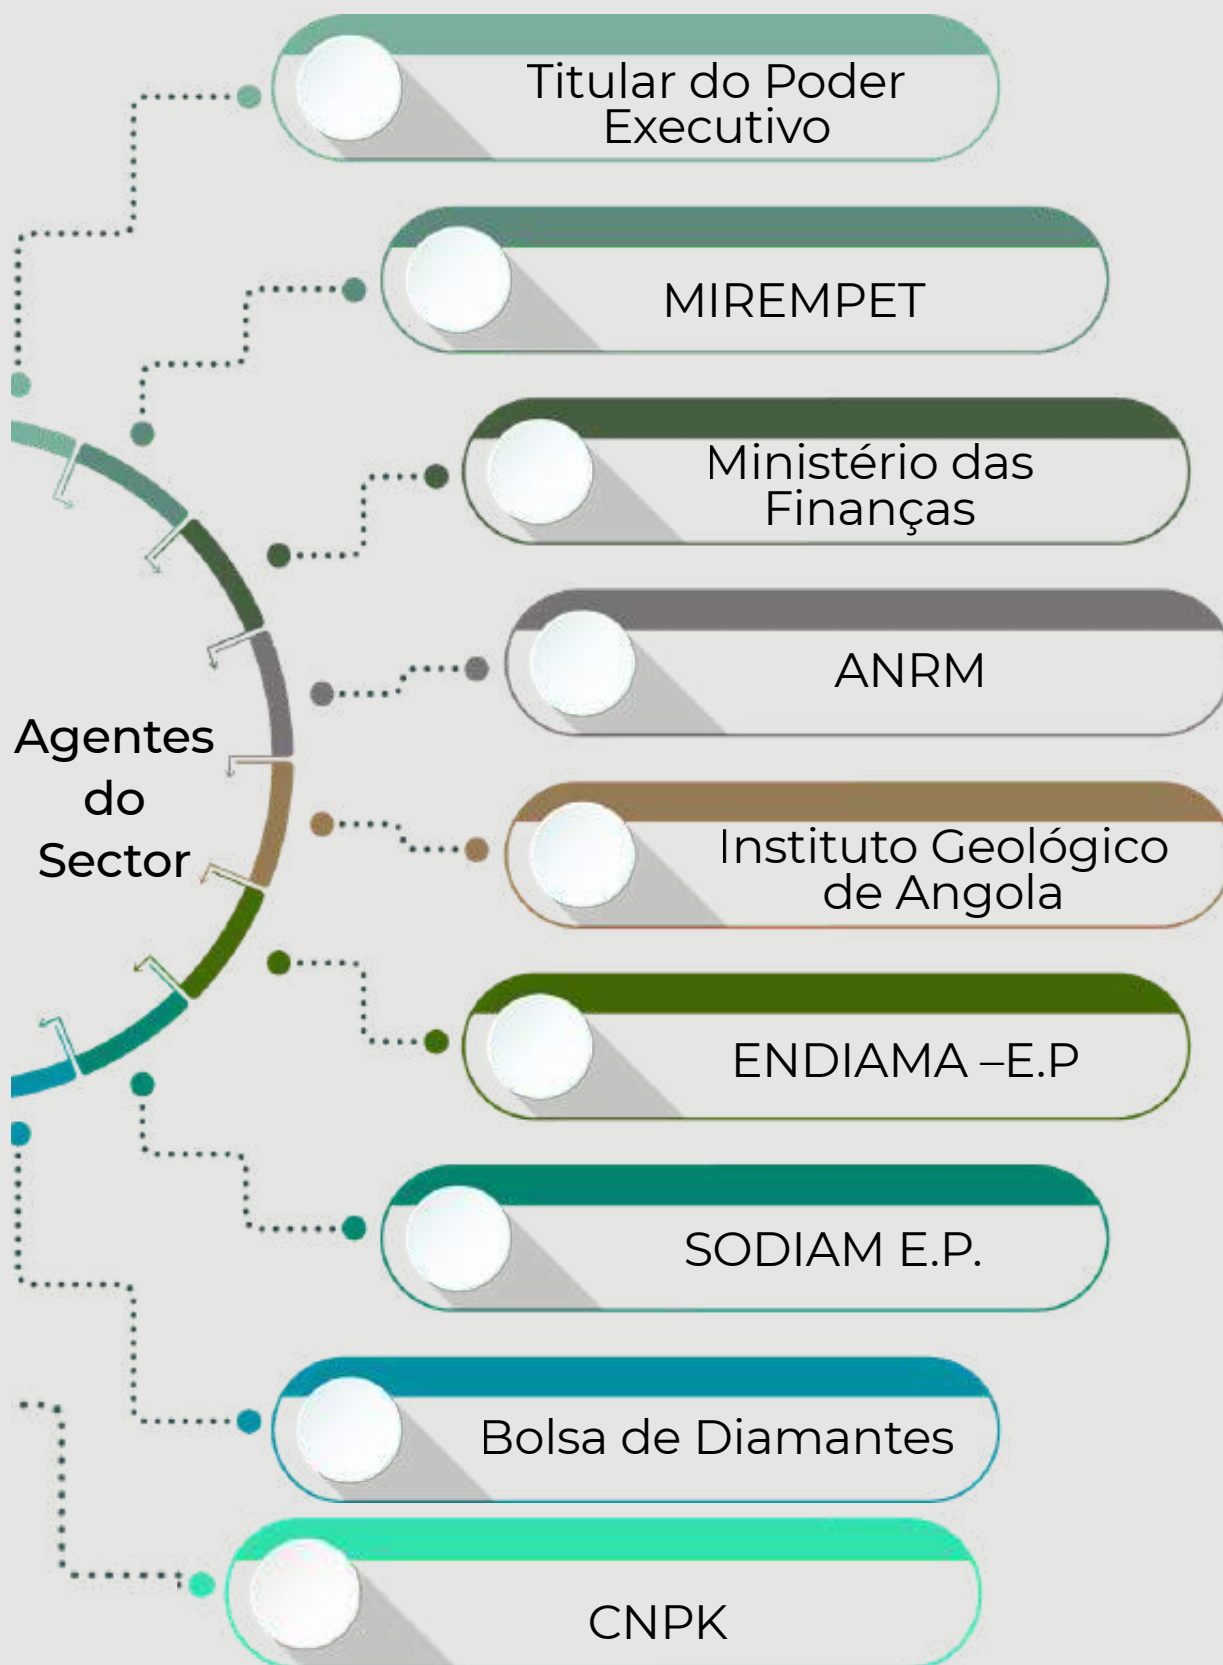 Titular do Poder
Executivo
MIREMPET
Ministério das
Finanças
ANRM
Agentes
do
Sector
Instituto Geológico
de Angola
ENDIAMA –E.P
SODIAM E.P.
Bolsa de Diamantes
CNPK